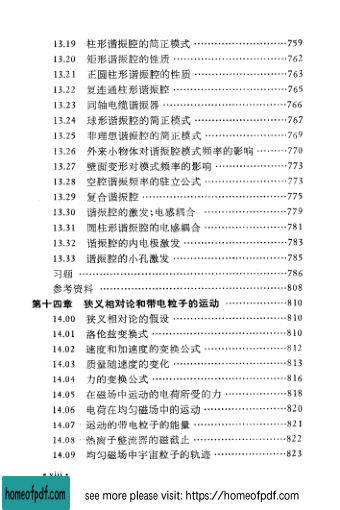 13.19 柱形谐振腔的简正模式 ……………………759
13.20 矩形谐振腔的性质 …………………………762
13.21 正圆柱形谐振腔的性质 ……………………763
13.22 复连通柱形谐振腔 …………………………765
13.23 同轴电缆谐振器 ……………………………766
13.24 球形谐振腔的简正模式 ……………………767
13.25 非理想谐振腔的简正模式 …………………769
13.26 外来小物体对谐振腔模式频率的影响 ………770
13.27 壁面变形对模式频率的影响 ………………773
13.28 空腔谐振频率的驻立公式 …………………773
13.29 复合谐振腔 …………………………………775
13.30 谐振腔的激发;电感耦合 ……………………779
13.31 圆柱形谐振腔的电感耦合 …………………781
13.32 谐振腔的内电极激发 ………………………783
13.33 谐振腔的小孔激发 …………………………785
习题 ………………………………………………786
参考资料 …………………………………………808
第十四章 狭义相对论和带电粒子的运动 ……………810
14.00 狭义相对论的假设 …………………………810
14.01 洛伦兹变换式 ………………………………810
14.02 速度和加速度的变换公式 …………………812
14.03 质量随速度的变化 …………………………813
14.04 力的变换公式 ………………………………816
14.05 在磁场中运动的电荷所受的力 ……………818
14.06 电荷在均匀磁场中的运动 …………………820
14.07 运动的带电粒子的能量 ……………………821
14.08 热离子整流器的磁截止 ……………………822
14.09 均匀磁场中宇宙粒子的轨迹 ………………823
• xiii •
homeofpdf.com see more please visit: https://homeofpdf.com